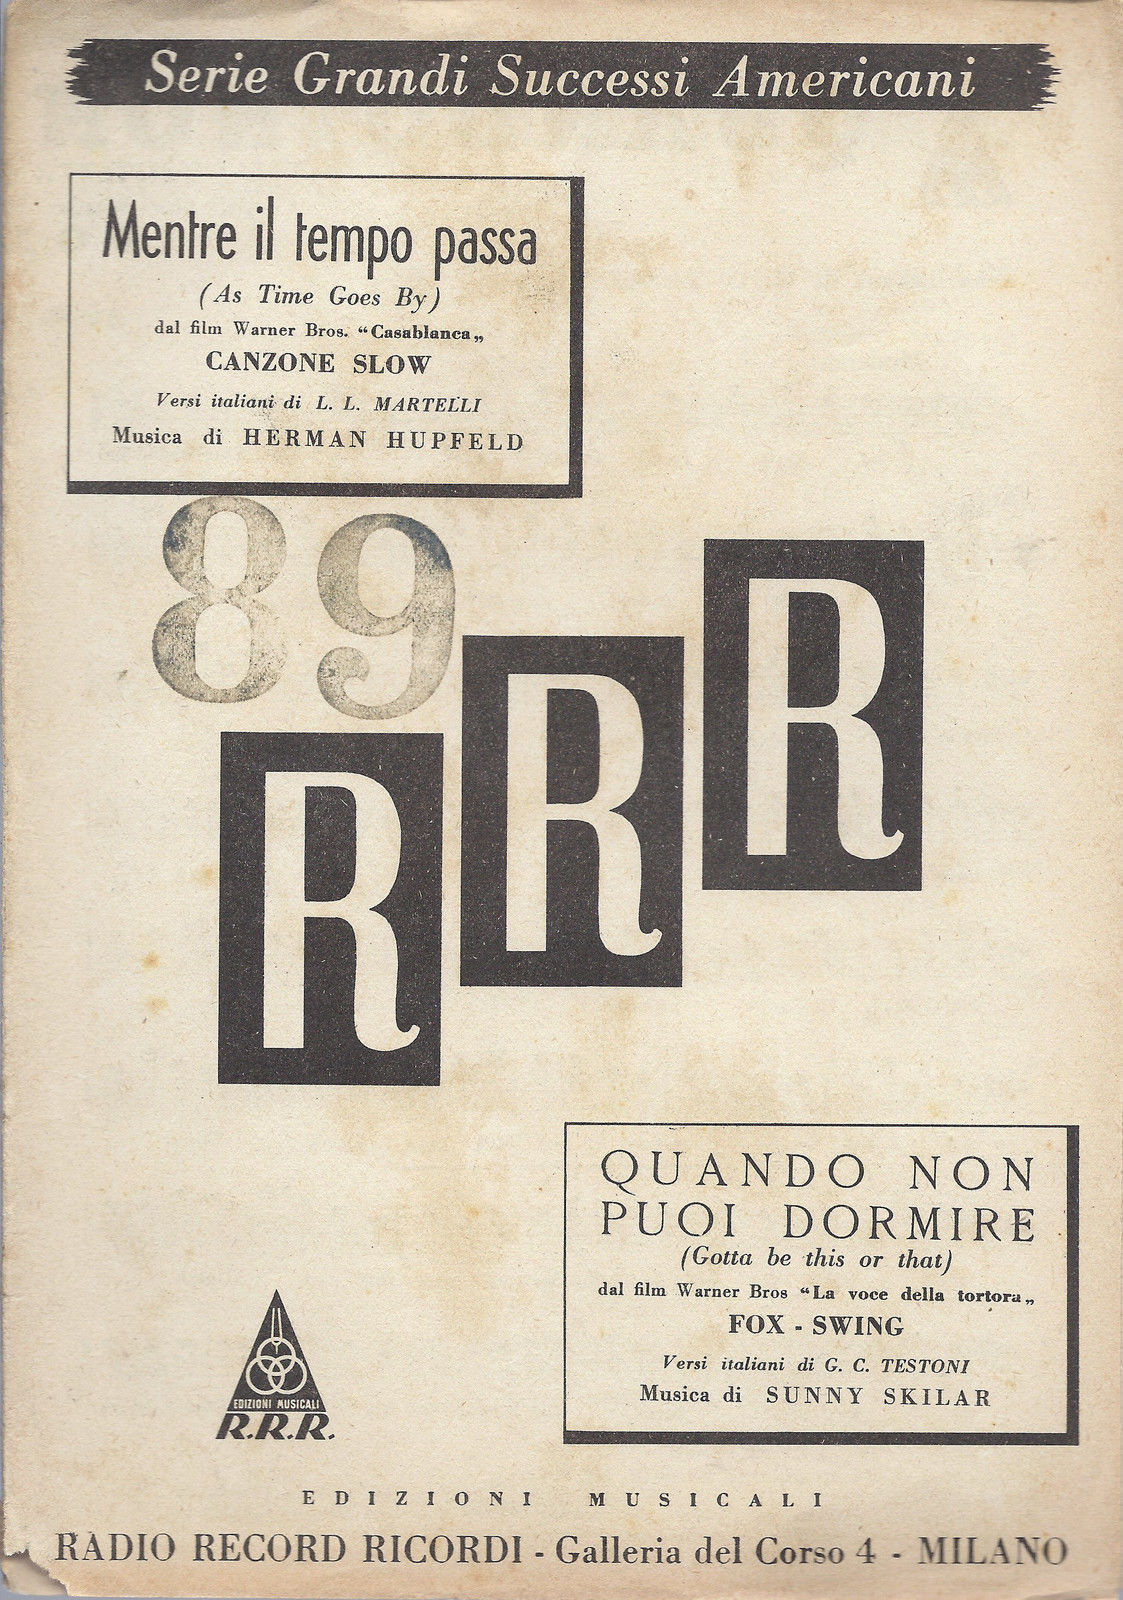 Serie Grandi Successi Americani
Mentre il tempo passa
(As Time Goes By)
dal film Warner Bros. “Casablanca„
CANZONE SLOW
Versi italiani di L. L. MARTELLI
Musica di HERMAN HUPFELD
89
R
R
R
QUANDO NON
PUOI DORMIRE
(Gotta be this or that)
dal film Warner Bros “La voce della tortora„
FOX - SWING
Versi italiani di G. C. TESTONI
Musica di SUNNY SKILAR
EDIZIONI MUSICALI
R.R.R.
EDIZIONI MUSICALI
RADIO RECORD RICORDI - Galleria del Corso 4 - MILANO